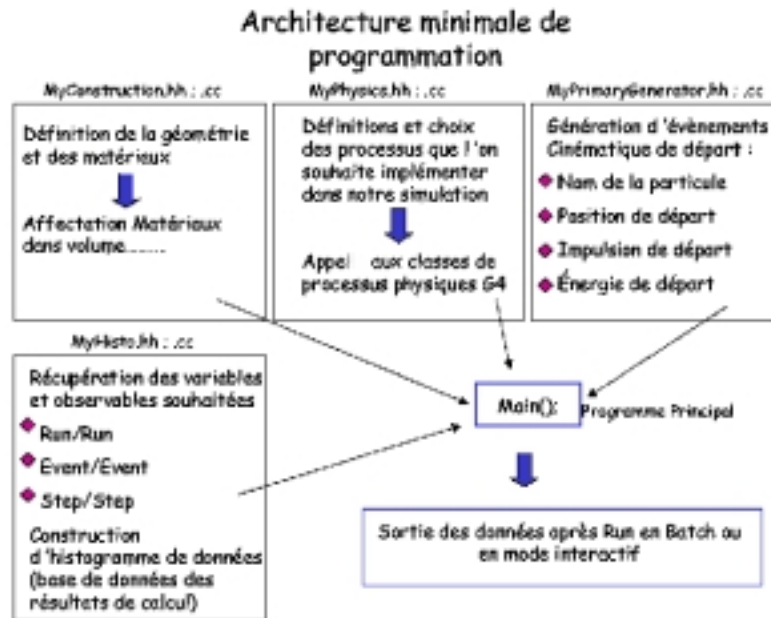 Architecture minimale de
programmation
MyConstruction.hh ; .cc
Définition de la géométrie
et des matériaux
Affectation Matériaux
dans volume.........
MyPhysics.hh ; .cc
Définitions et choix
des processus que l 'on
souhaite implémenter
dans notre simulation
Appel aux classes de
processus physiques G4
MyPrimaryGenerator.hh ; .cc
Génération d 'évènements
Cinématique de départ :
Nom de la particule
Position de départ
Impulsion de départ
Énergie de départ
MyHisto.hh ; .cc
Récupération des variables
et observables souhaitées
Run/Run
Event/Event
Step/Step
Construction
d 'histogramme de données
(base de données des
résultats de calcul)
Main();
Programme Principal
Sortie des données après Run en Batch ou
en mode interactif